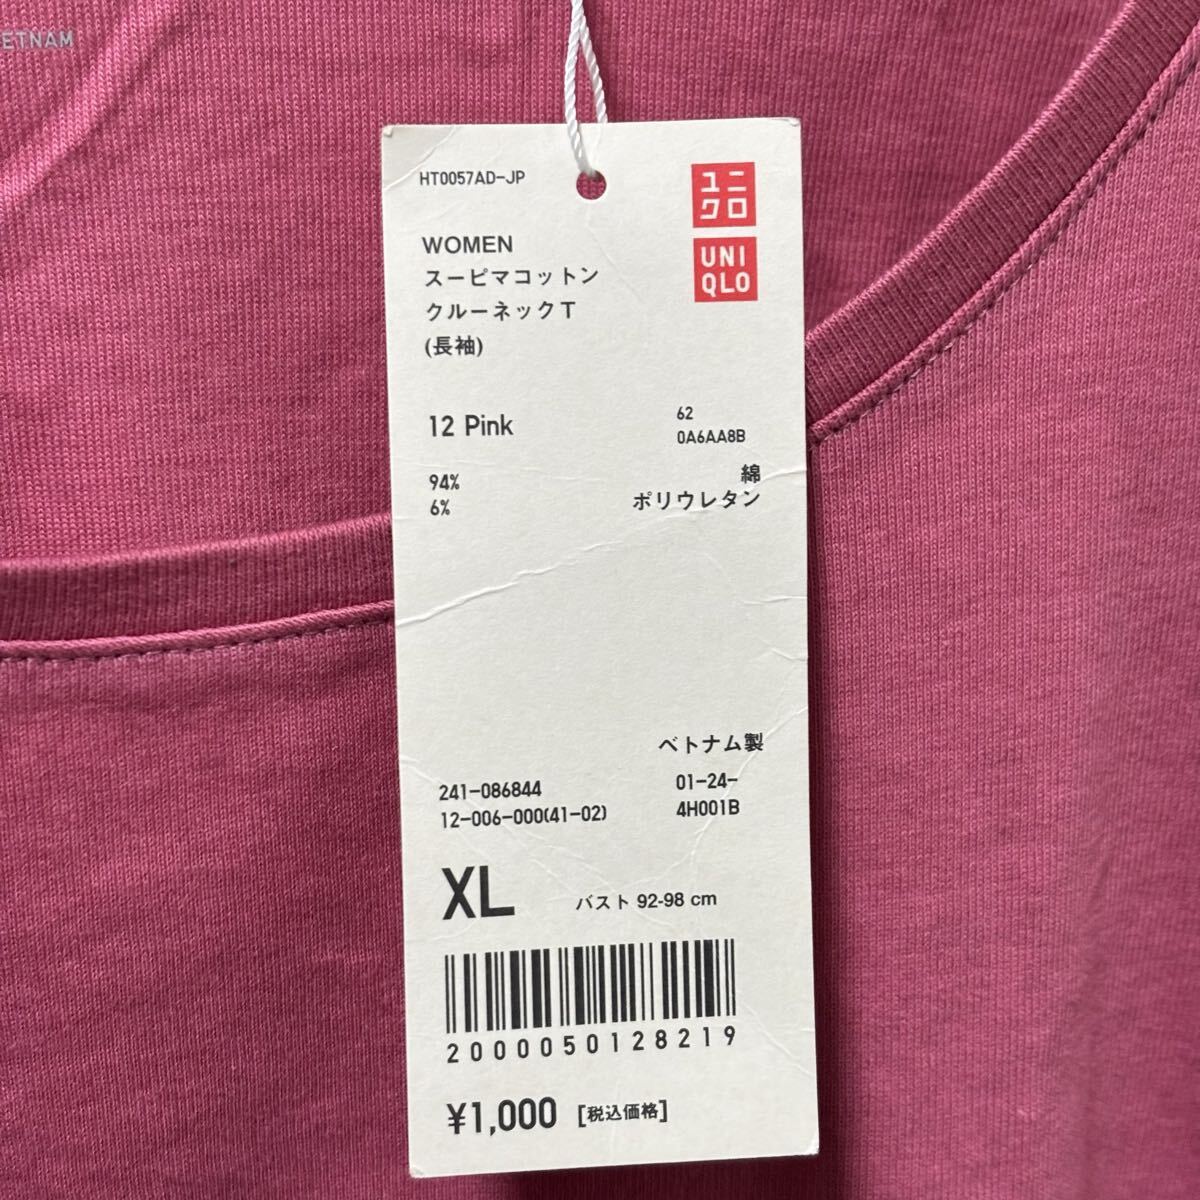 ETNAM
HT0057AD-JP
ユニ
クロ
UNI
QLO
WOMEN
スーピマコットン
クルーネックT
(長袖)
12 Pink
62
0A6AA8B
94% 綿
6% ポリウレタン
ベトナム製
241-086844 01-24-
12-006-000(41-02) 4H001B
XL バスト 92-98 cm
2000050128219
¥1,000 [税込価格]